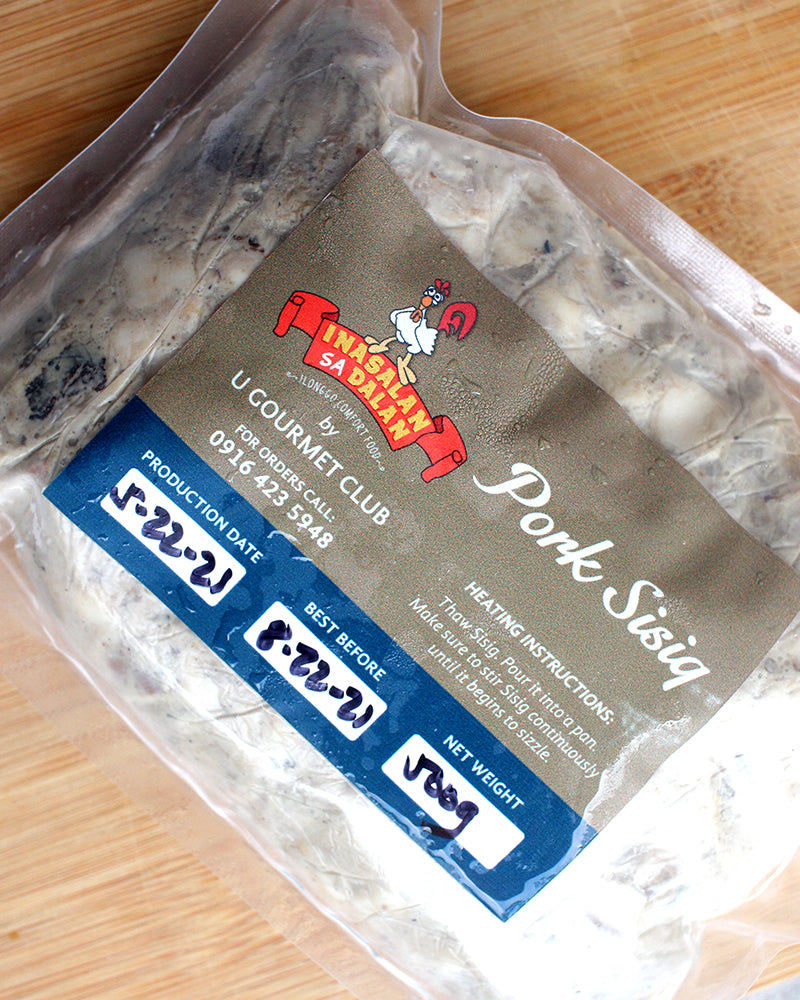 INASALAN
SA DALAN
ILONGGO COMFORT FOOD
by
U GOURMET CLUB
FOR ORDERS CALL:
0916 423 5948
Pork Sisig
HEATING INSTRUCTIONS:
Thaw Sisig. Pour it into a pan.
Make sure to stir Sisig continuously
until it begins to sizzle.
PRODUCTION DATE
5-22-21
BEST BEFORE
8-22-21
NET WEIGHT
500g